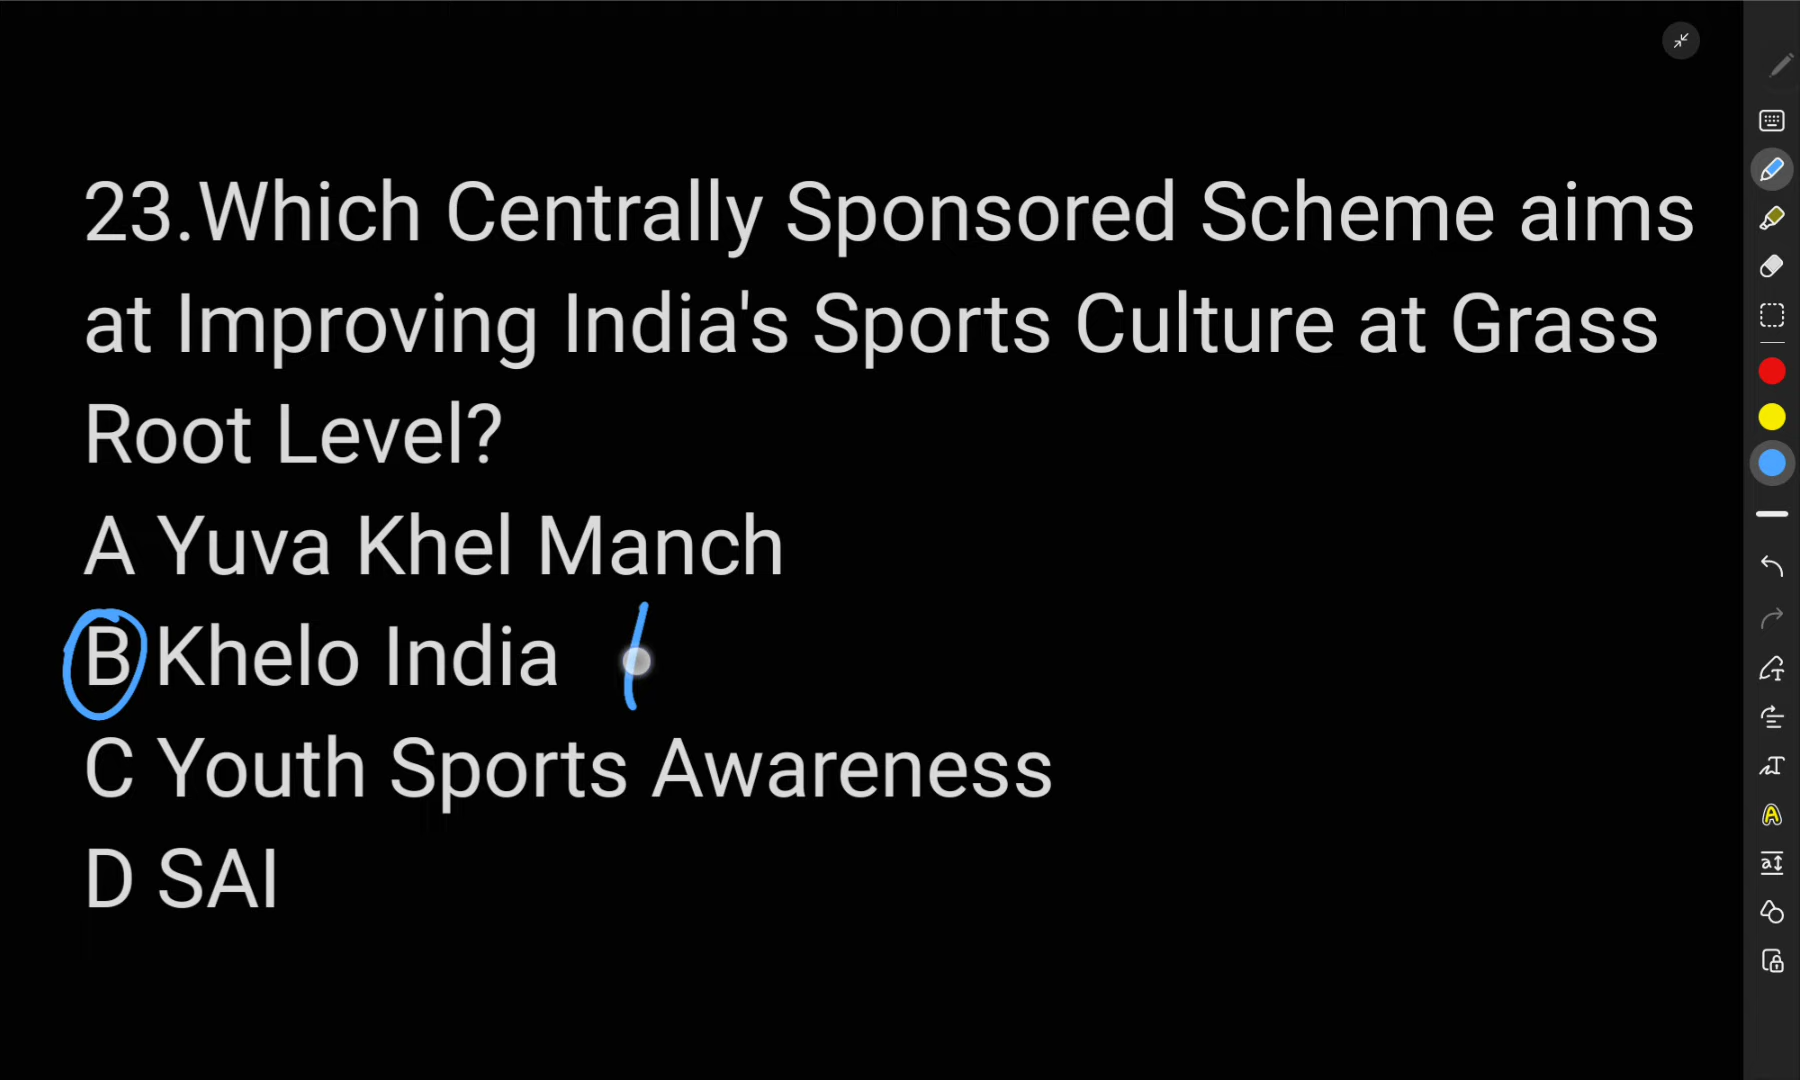 23.Which Centrally Sponsored Scheme aims
at Improving India's Sports Culture at Grass
Root Level?
A Yuva Khel Manch
B Khelo India
C Youth Sports Awareness
D SAI